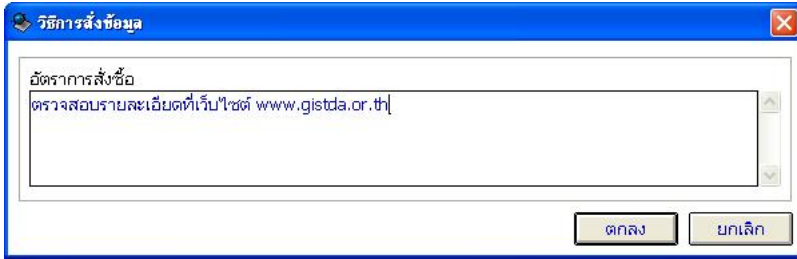 วิธีการสั่งข้อมูล
อัตราการสั่งซื้อ
ตรวจสอบรายละเอียดที่เว็บไซต์ www.gistda.or.th
ตกลง
ยกเลิก